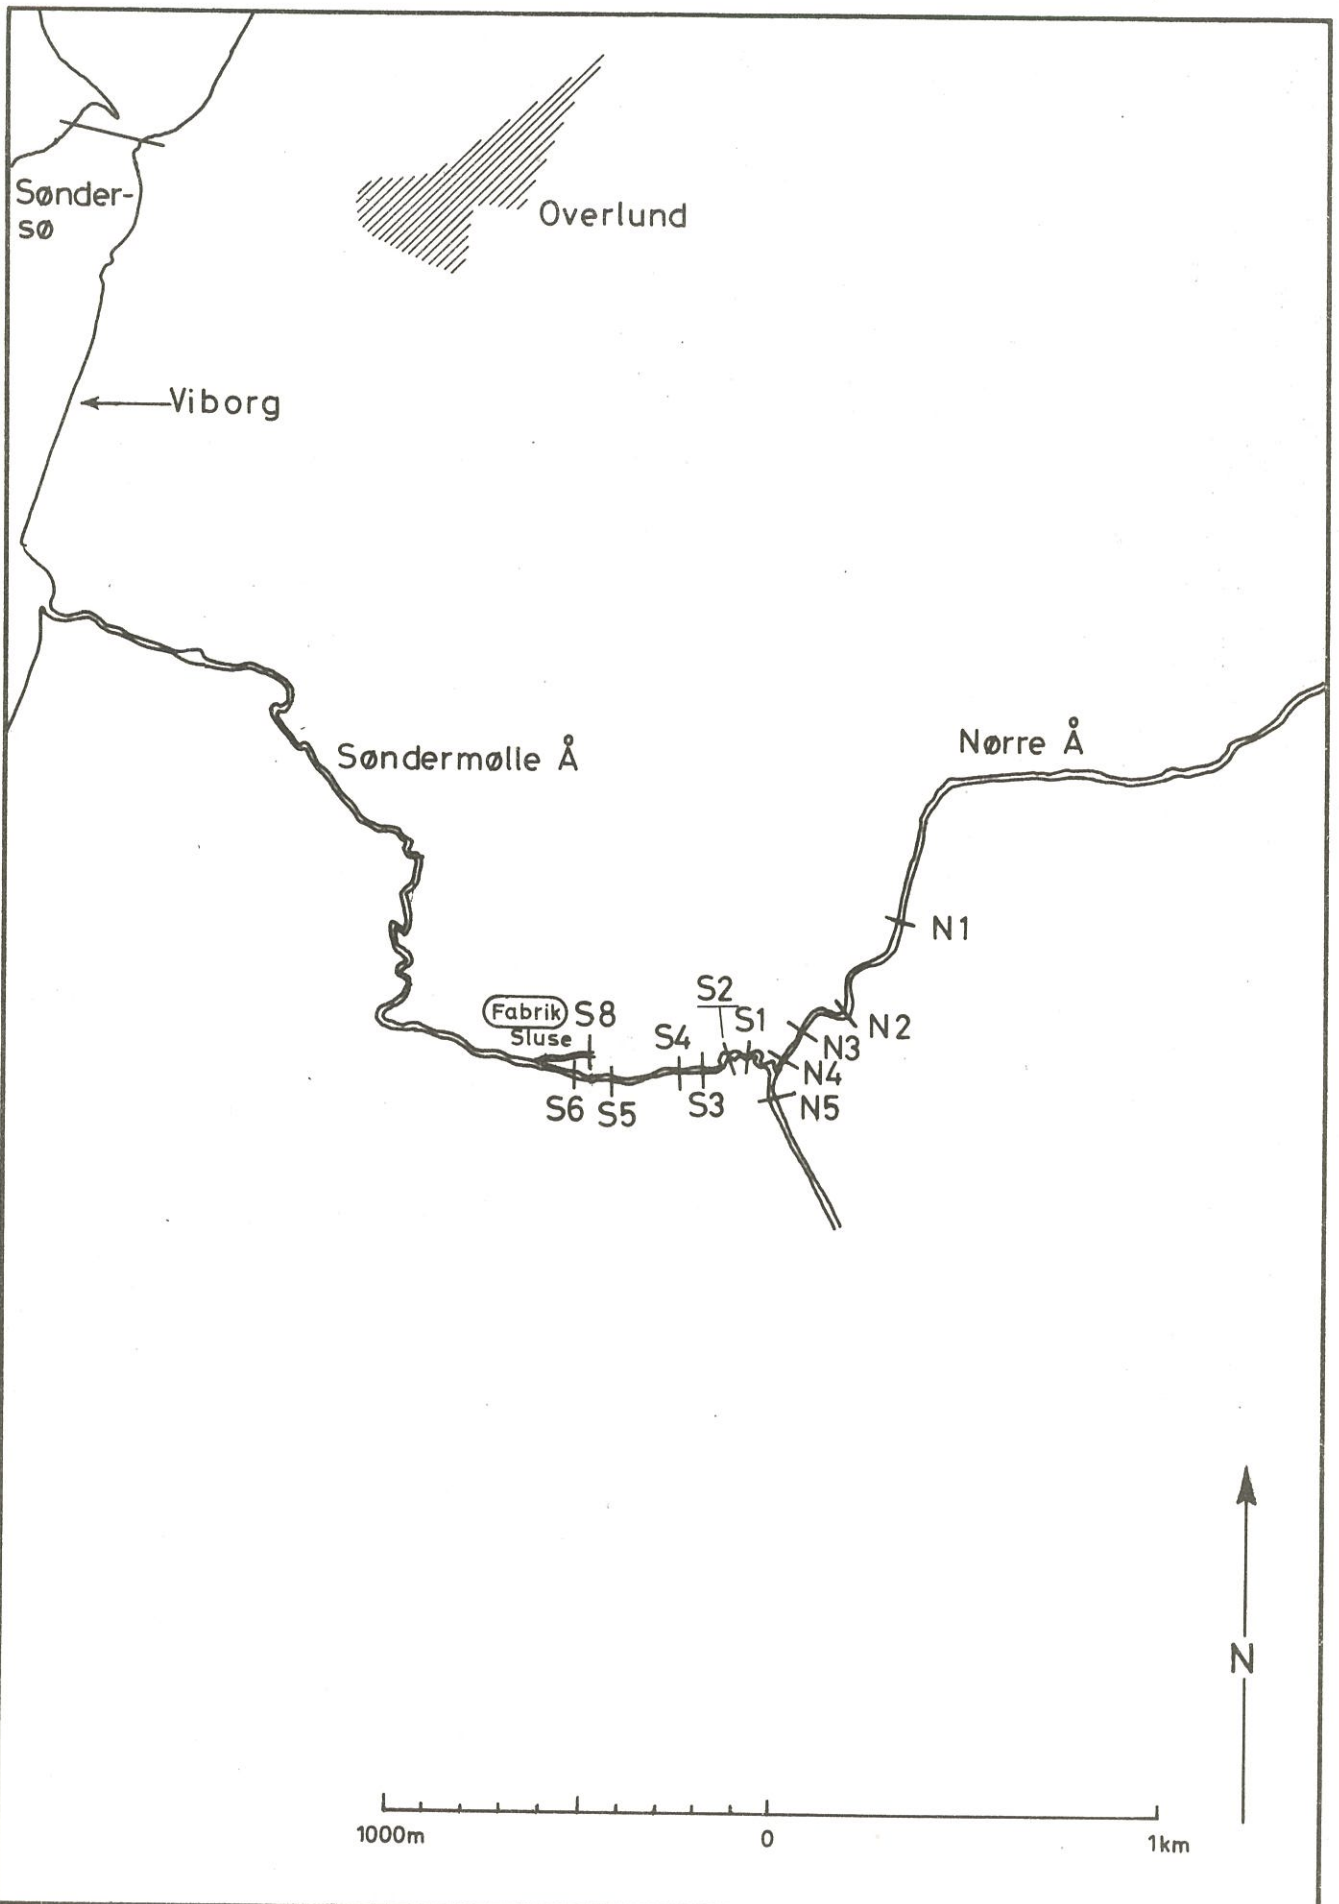 Sønder-
sø
Overlund
Viborg
Søndermølle Å
Nørre Å
N1
S2
Fabrik
S8
S1
N2
Sluse
S4
N3
N4
S6
S5
S3
N5
N
1000m
0
1km